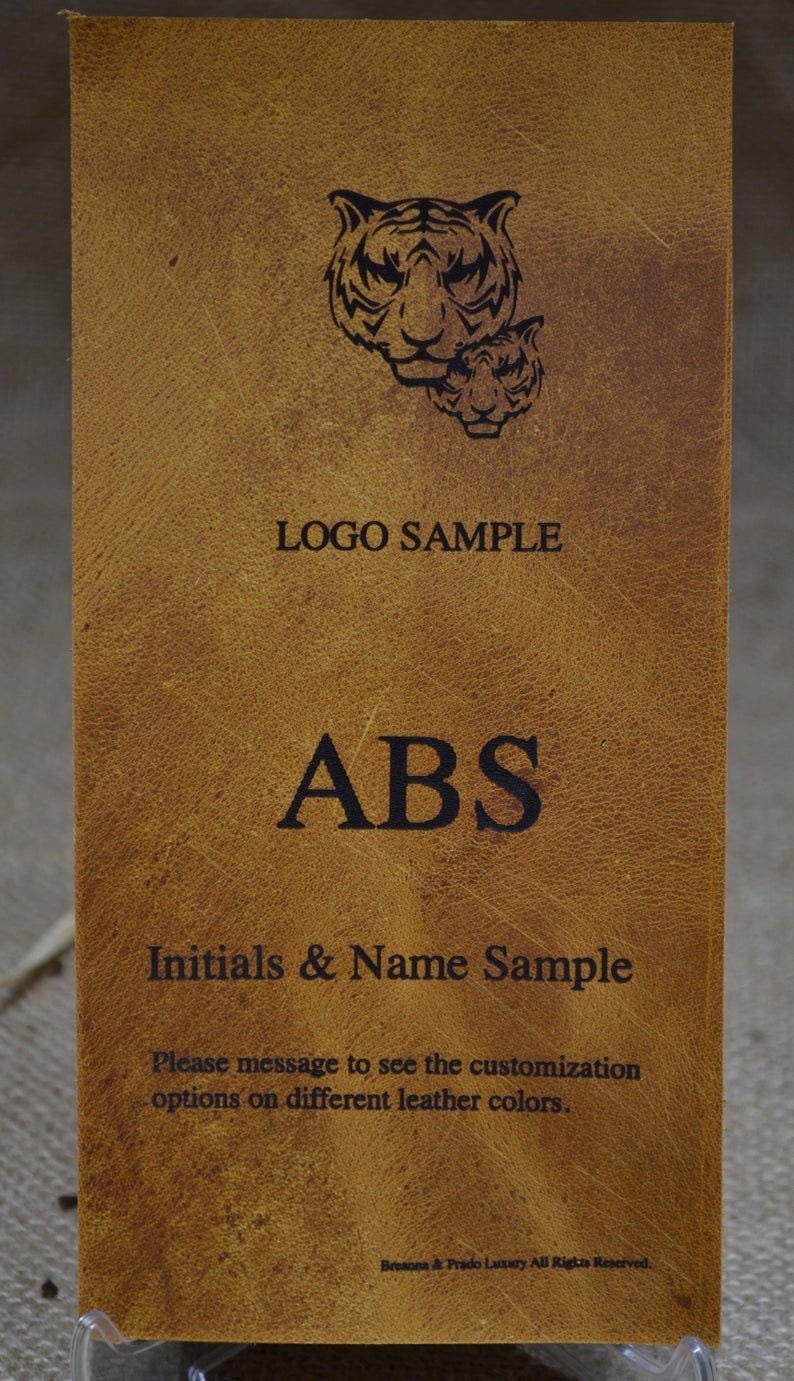 LOGO SAMPLE
ABS
Initials & Name Sample
Please message to see the customization
options on different leather colors.
Breanna & Prado Luxury All Rights Reserved.